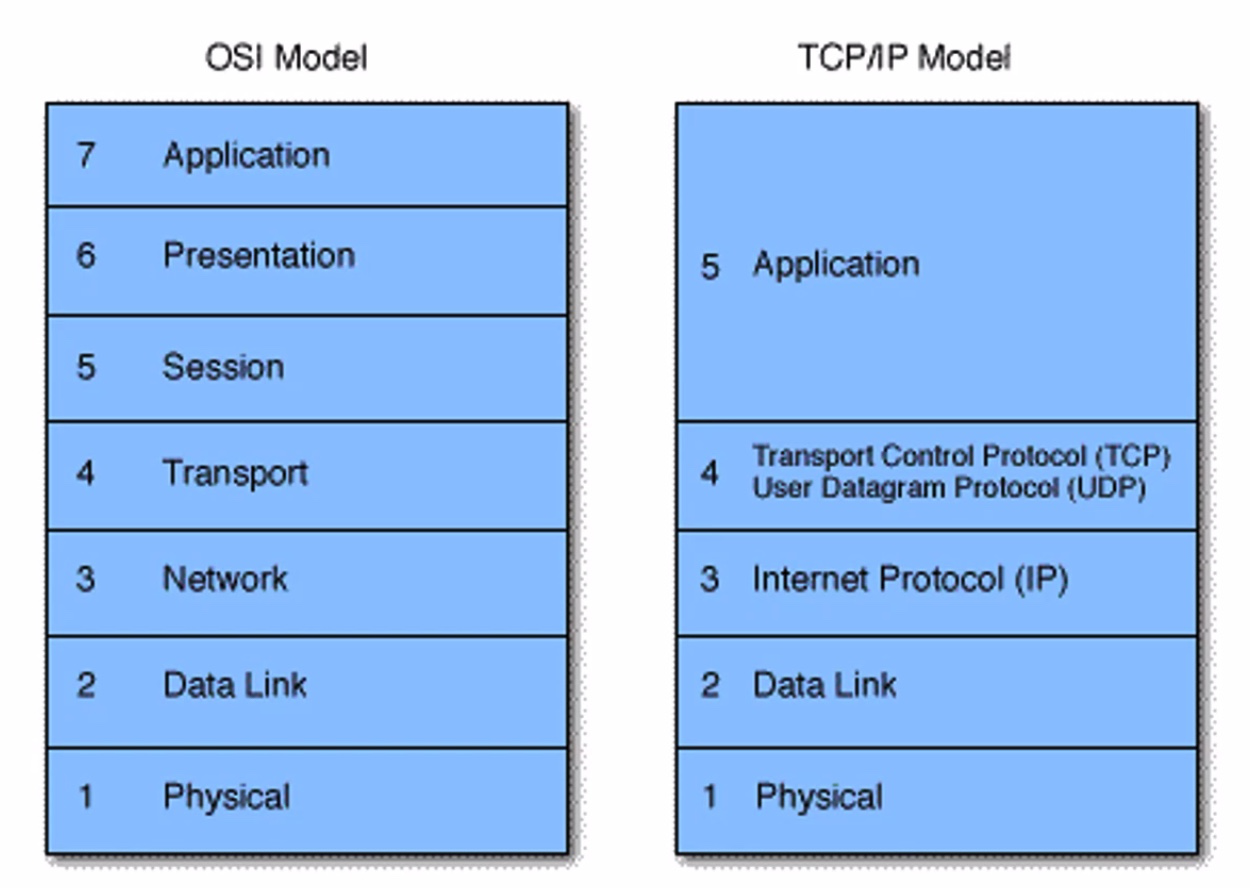 OSI Model
7 Application
6 Presentation
5 Session
4 Transport
3 Network
2 Data Link
1 Physical
TCP/IP Model
5 Application
4 Transport Control Protocol (TCP)
User Datagram Protocol (UDP)
3 Internet Protocol (IP)
2 Data Link
1 Physical